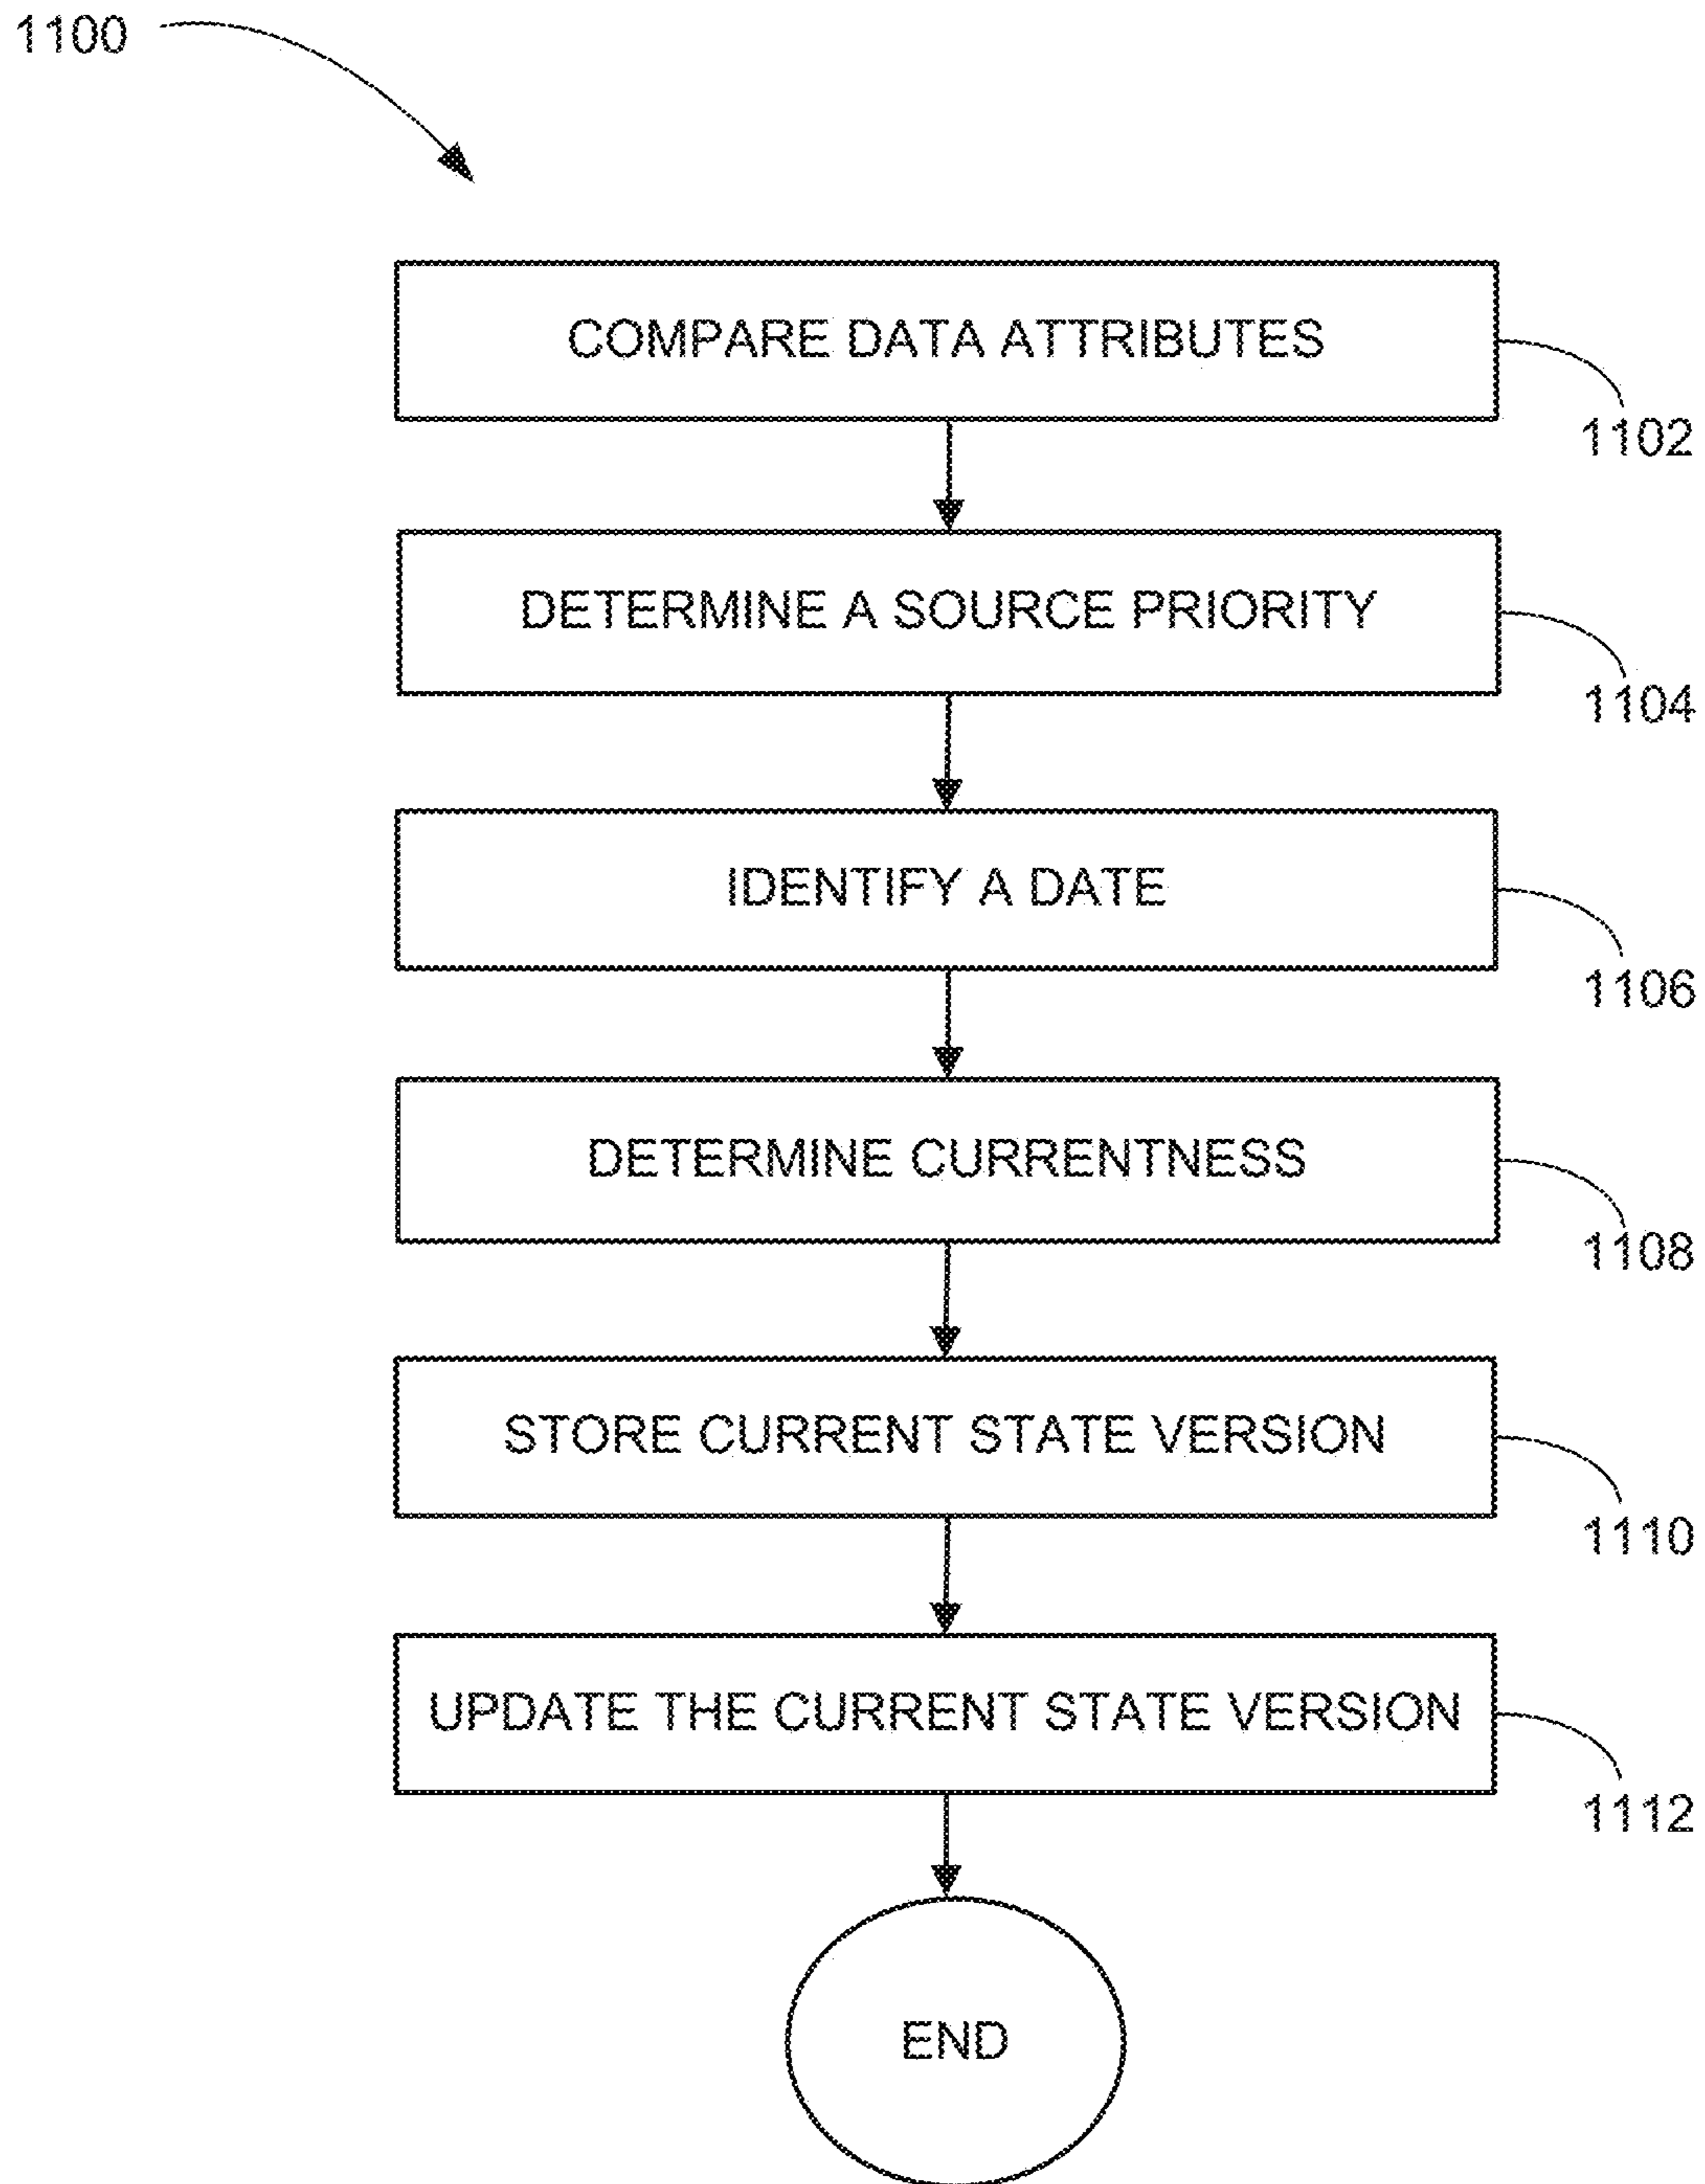 1100
COMPARE DATA ATTRIBUTES
1102
DETERMINE A SOURCE PRIORITY
1104
IDENTIFY A DATE
1106
DETERMINE CURRENTNESS
1108
STORE CURRENT STATE VERSION
1110
UPDATE THE CURRENT STATE VERSION
1112
END